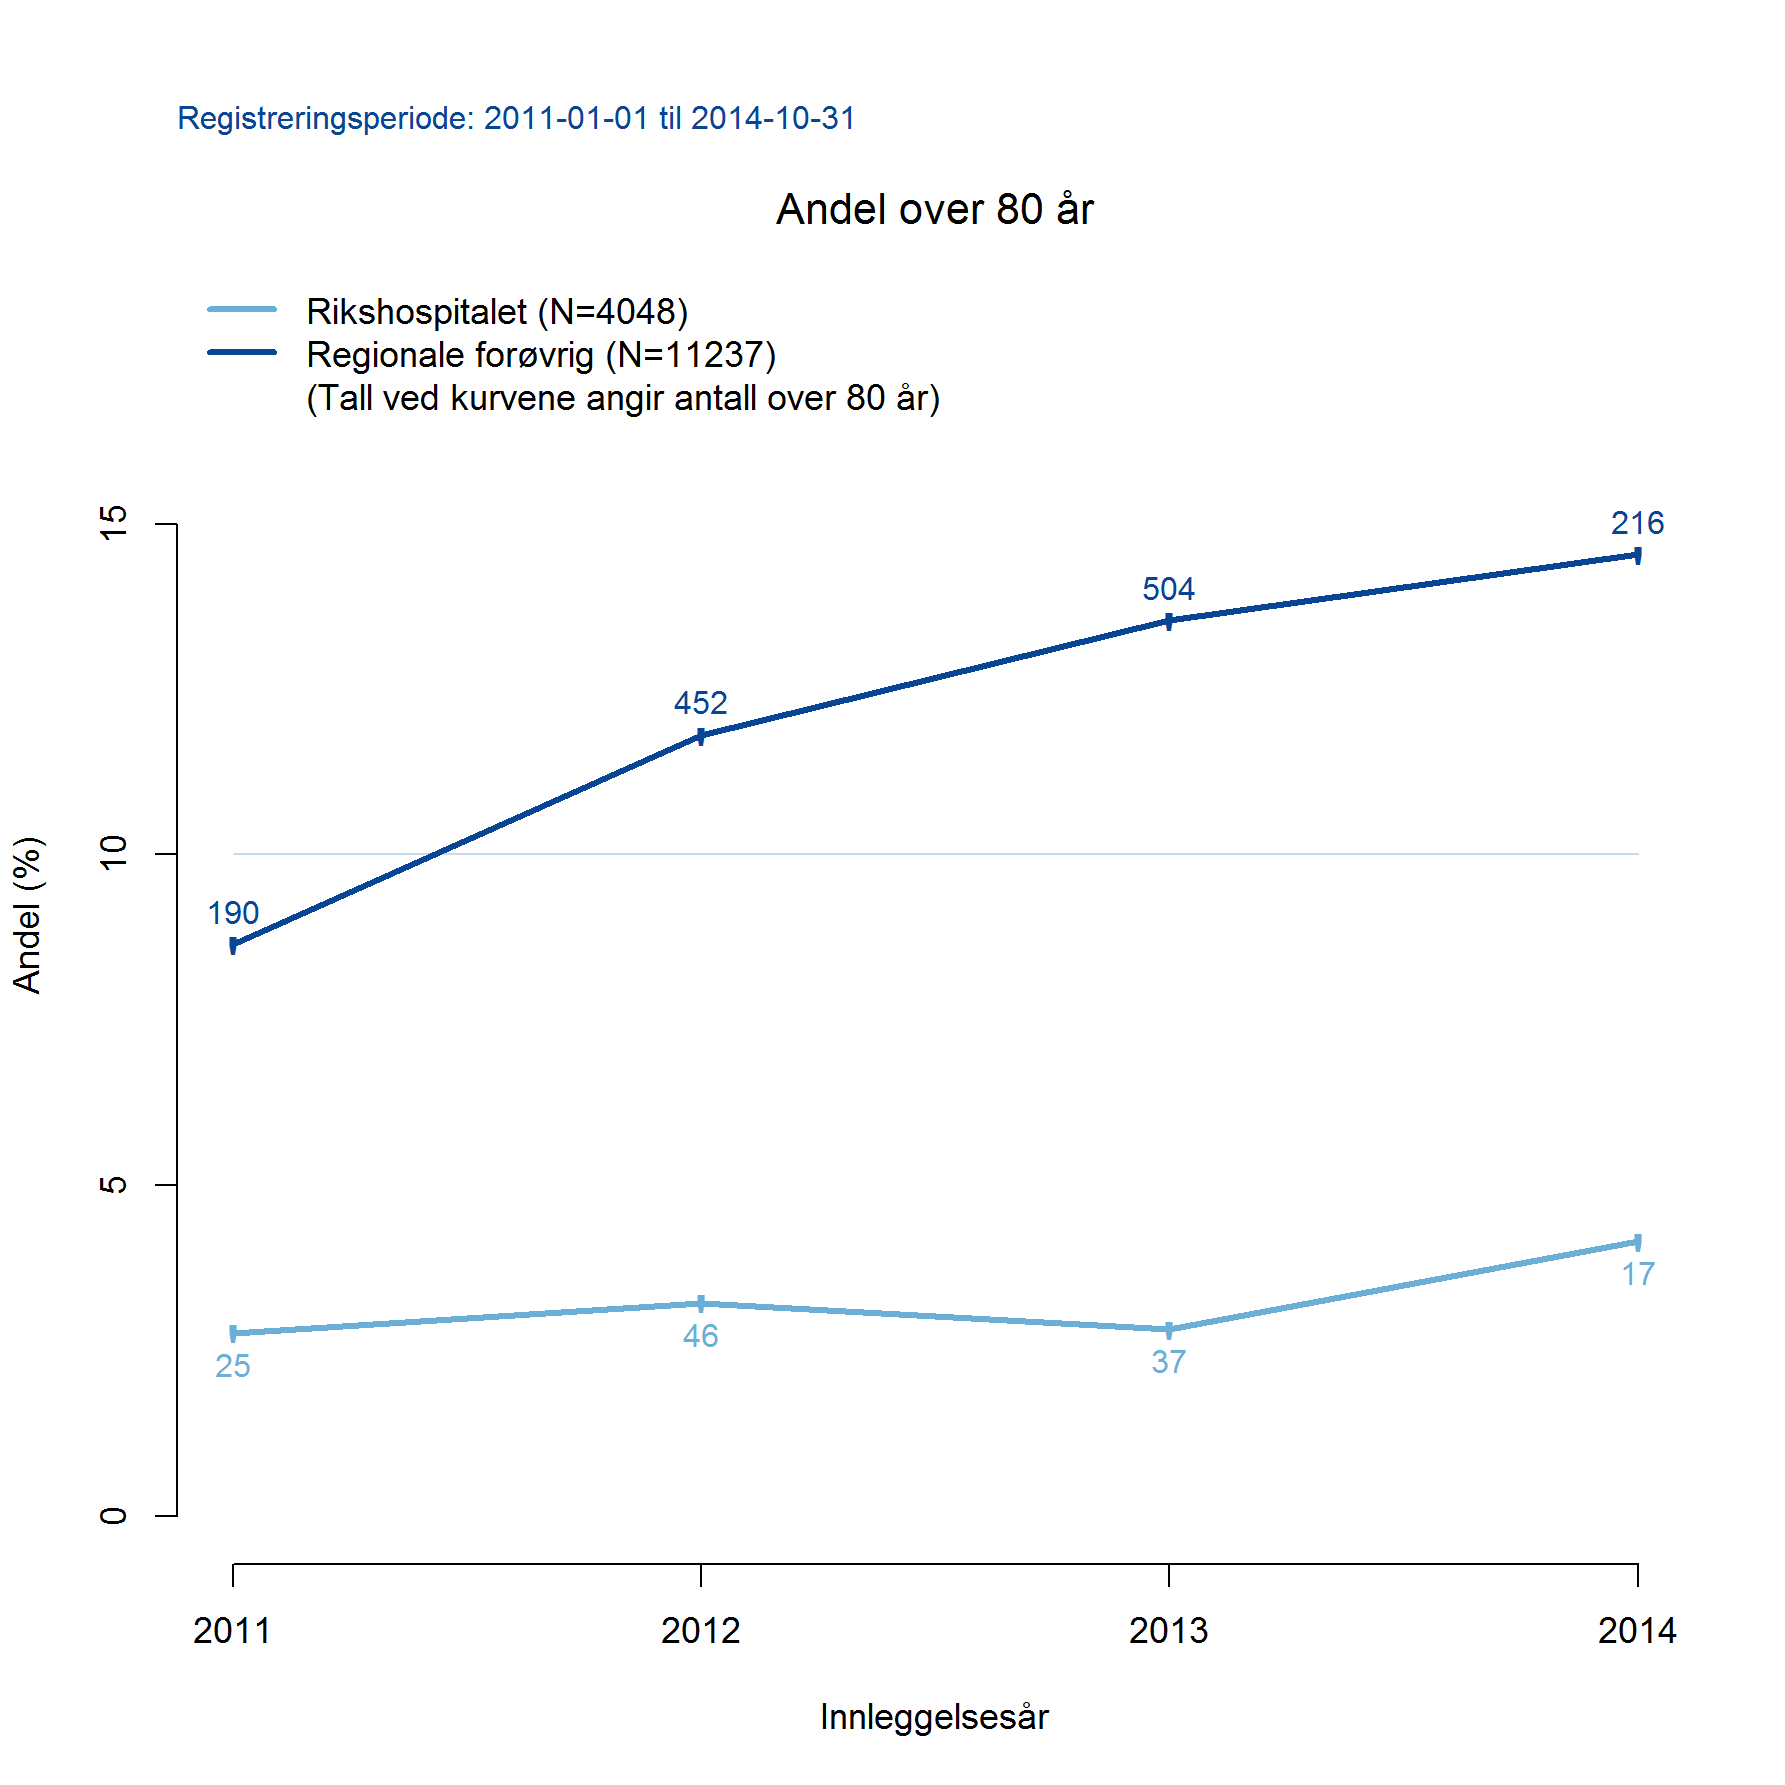 Registreringsperiode: 2011-01-01 til 2014-10-31
Andel over 80 år
Rikshospitalet (N=4048)
Regionale forøvrig (N=11237)
(Tall ved kurvene angir antall over 80 år)
15
10
5
0
Andel (%)
190
452
504
216
25
46
37
17
2011
2012
2013
2014
Innleggelsesår